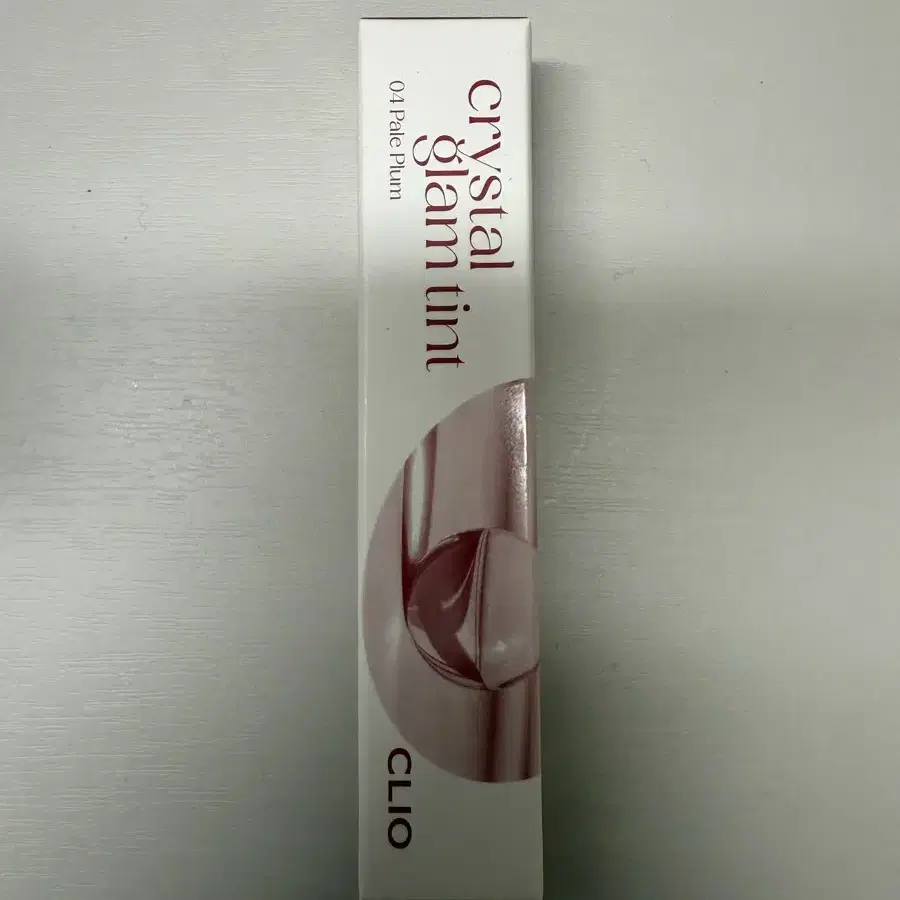 crystal
glam tint
04 Pale Plum
CLIO